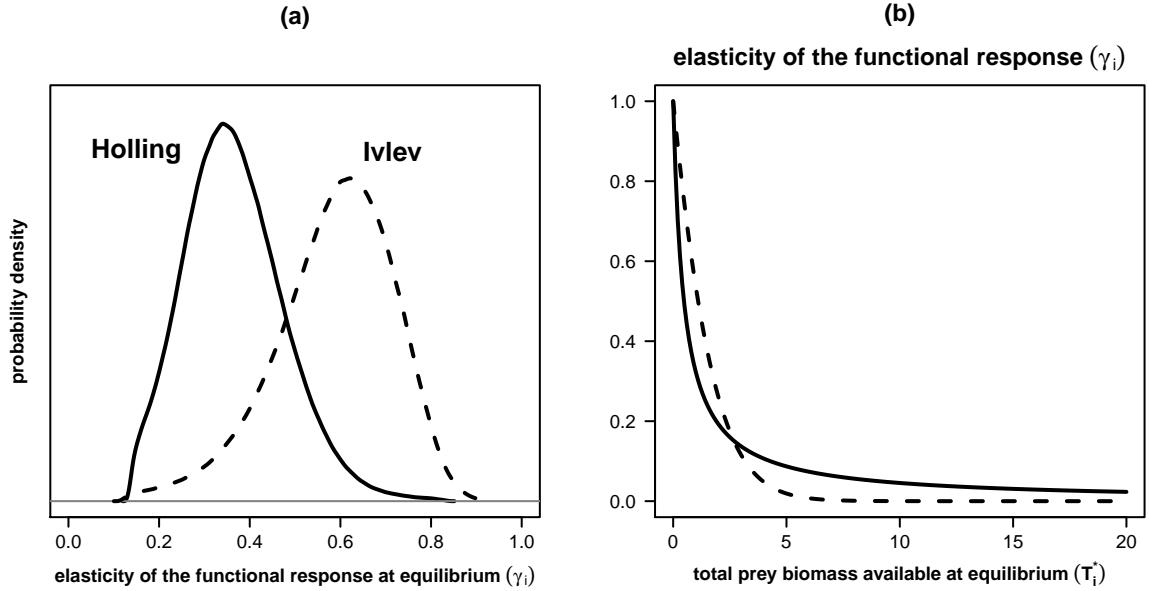 (a)
Holling
Ivlev
probability density
0.0 0.2 0.4 0.6 0.8 1.0
elasticity of the functional response at equilibrium (γi)
(b)
elasticity of the functional response (γi)
1.0
0.8
0.6
0.4
0.2
0.0
0 5 10 15 20
total prey biomass available at equilibrium (Ti*)